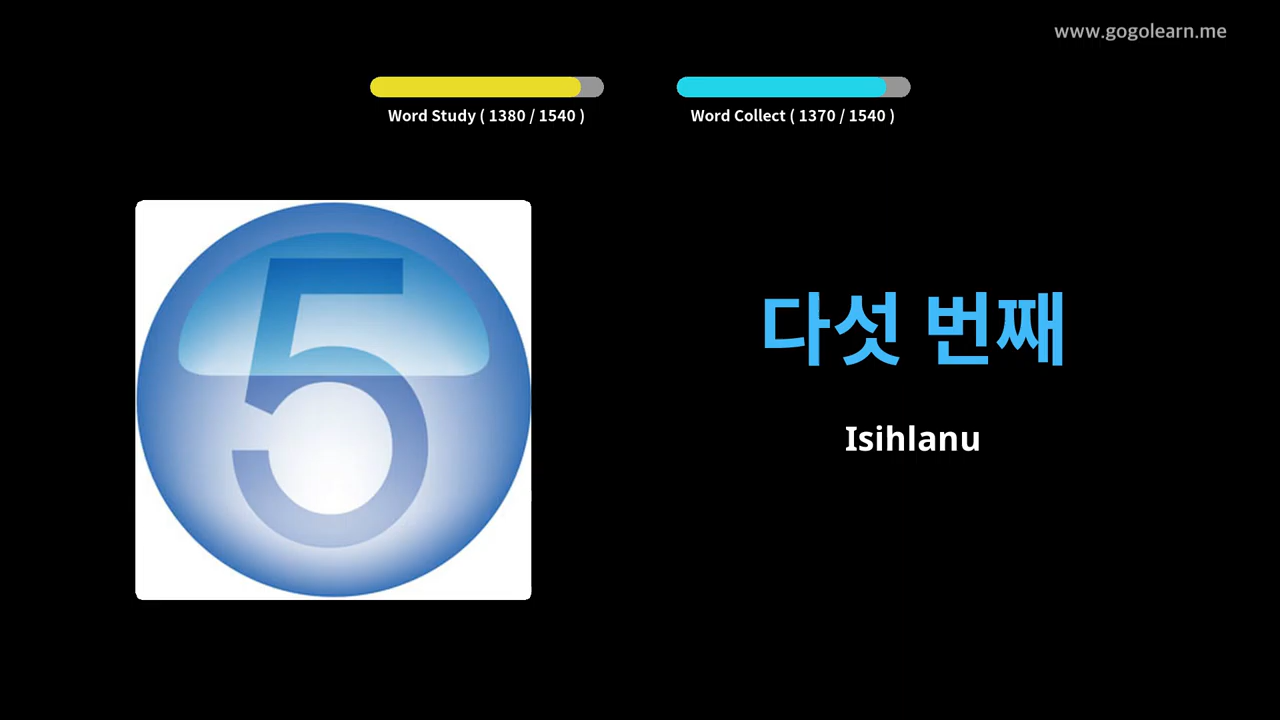 www.gogolearn.me
Word Study ( 1380 / 1540 )
Word Collect ( 1370 / 1540 )
5
다섯 번째
Isihlanu